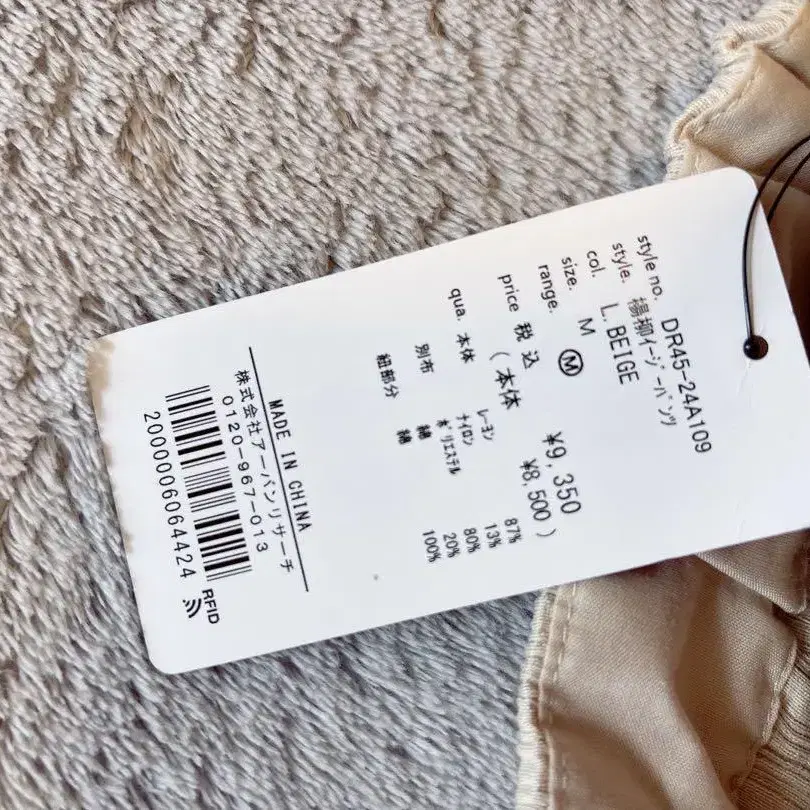 style no. DR45-24A109
style. 楊柳イージーパンツ
col. L.BEIGE
size. M
range. Ⓜ
price 税込 ¥9,350
(本体 ¥8,500)
qua. 本体 レーヨン 87%
ナイロン 13%
別布 ポリエステル 80%
綿 20%
紐部分 綿 100%
MADE IN CHINA
株式会社アーバンリサーチ
0120-967-013
2000006064424
RFID